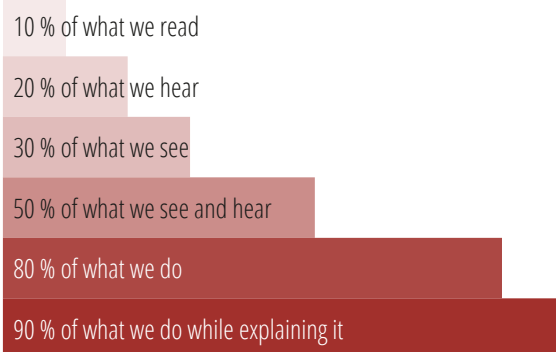 10 % of what we read
20 % of what we hear
30 % of what we see
50 % of what we see and hear
80 % of what we do
90 % of what we do while explaining it